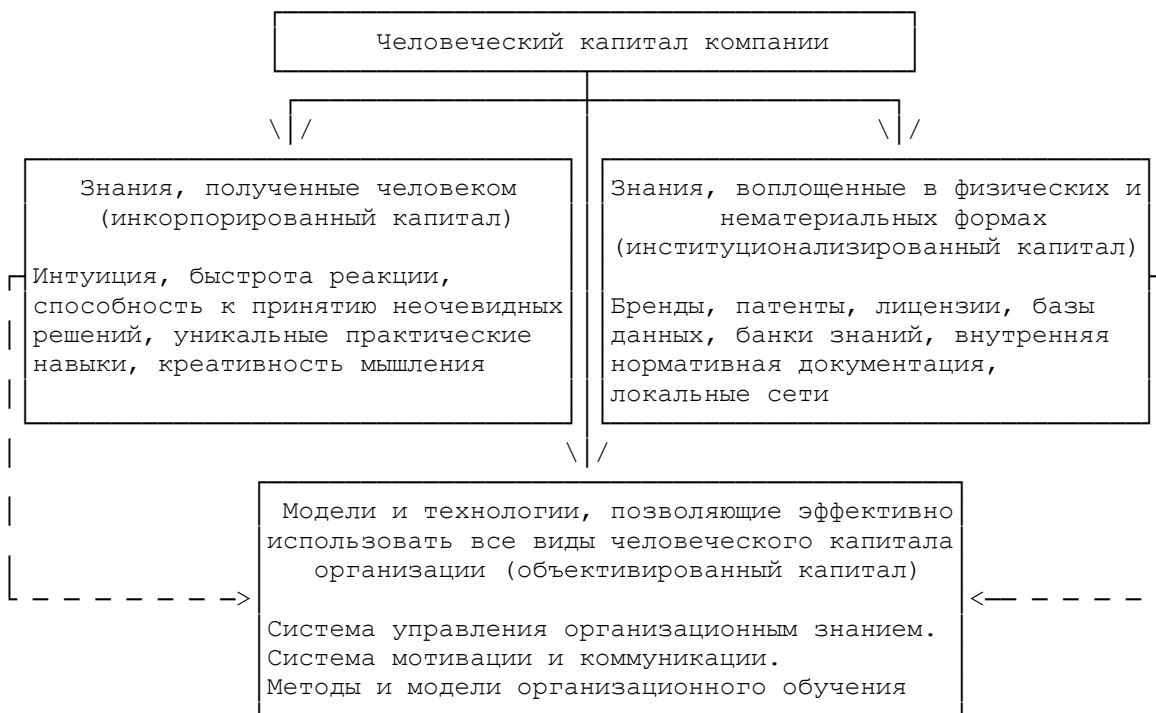 Человеческий капитал компании
Знания, полученные человеком
(инкорпорированный капитал)
Интуиция, быстрота реакции,
способность к принятию неочевидных
решений, уникальные практические
навыки, креативность мышления
Знания, воплощенные в физических и
нематериальных формах
(институционализированный капитал)
Бренды, патенты, лицензии, базы
данных, банки знаний, внутренняя
нормативная документация,
локальные сети
Модели и технологии, позволяющие эффективно
использовать все виды человеческого капитала
организации (объективированный капитал)
Система управления организационным знанием.
Система мотивации и коммуникации.
Методы и модели организационного обучения